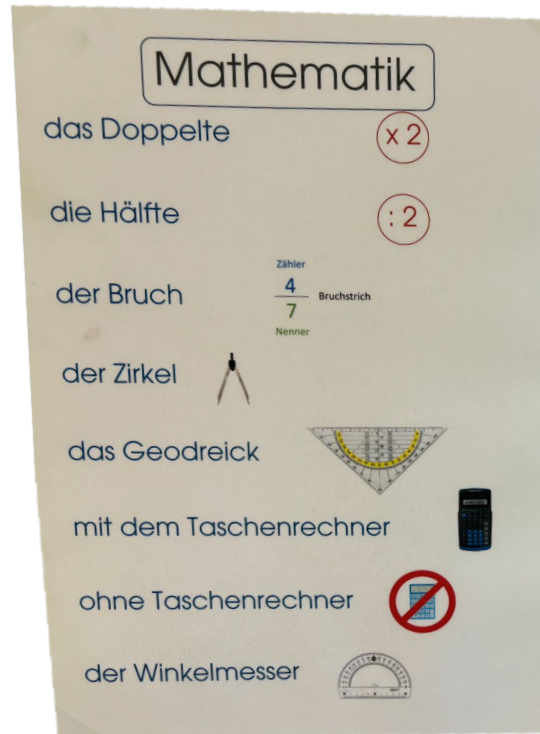 Mathematik
das Doppelte x 2
die Hälfte : 2
Zähler
der Bruch 4 Bruchstrich
7
Nenner
der Zirkel
das Geodreick
mit dem Taschenrechner
ohne Taschenrechner
der Winkelmesser